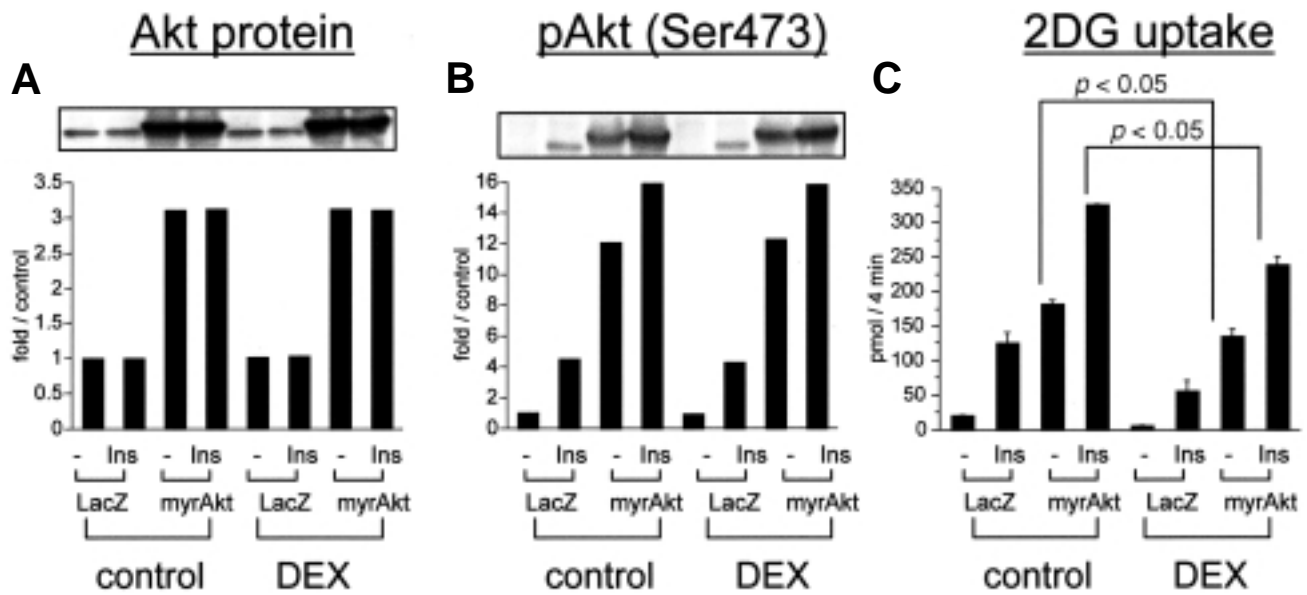 Akt protein
A
3.5
3
2.5
2
1.5
1
0.5
0
fold / control
- Ins - Ins - Ins - Ins
LacZ myrAkt LacZ myrAkt
control DEX
pAkt (Ser473)
B
16
14
12
10
8
6
4
2
0
fold / control
- Ins - Ins - Ins - Ins
LacZ myrAkt LacZ myrAkt
control DEX
2DG uptake
C
p < 0.05
p < 0.05
350
300
250
200
150
100
50
0
pmol / 4 min
- Ins - Ins - Ins - Ins
LacZ myrAkt LacZ myrAkt
control DEX